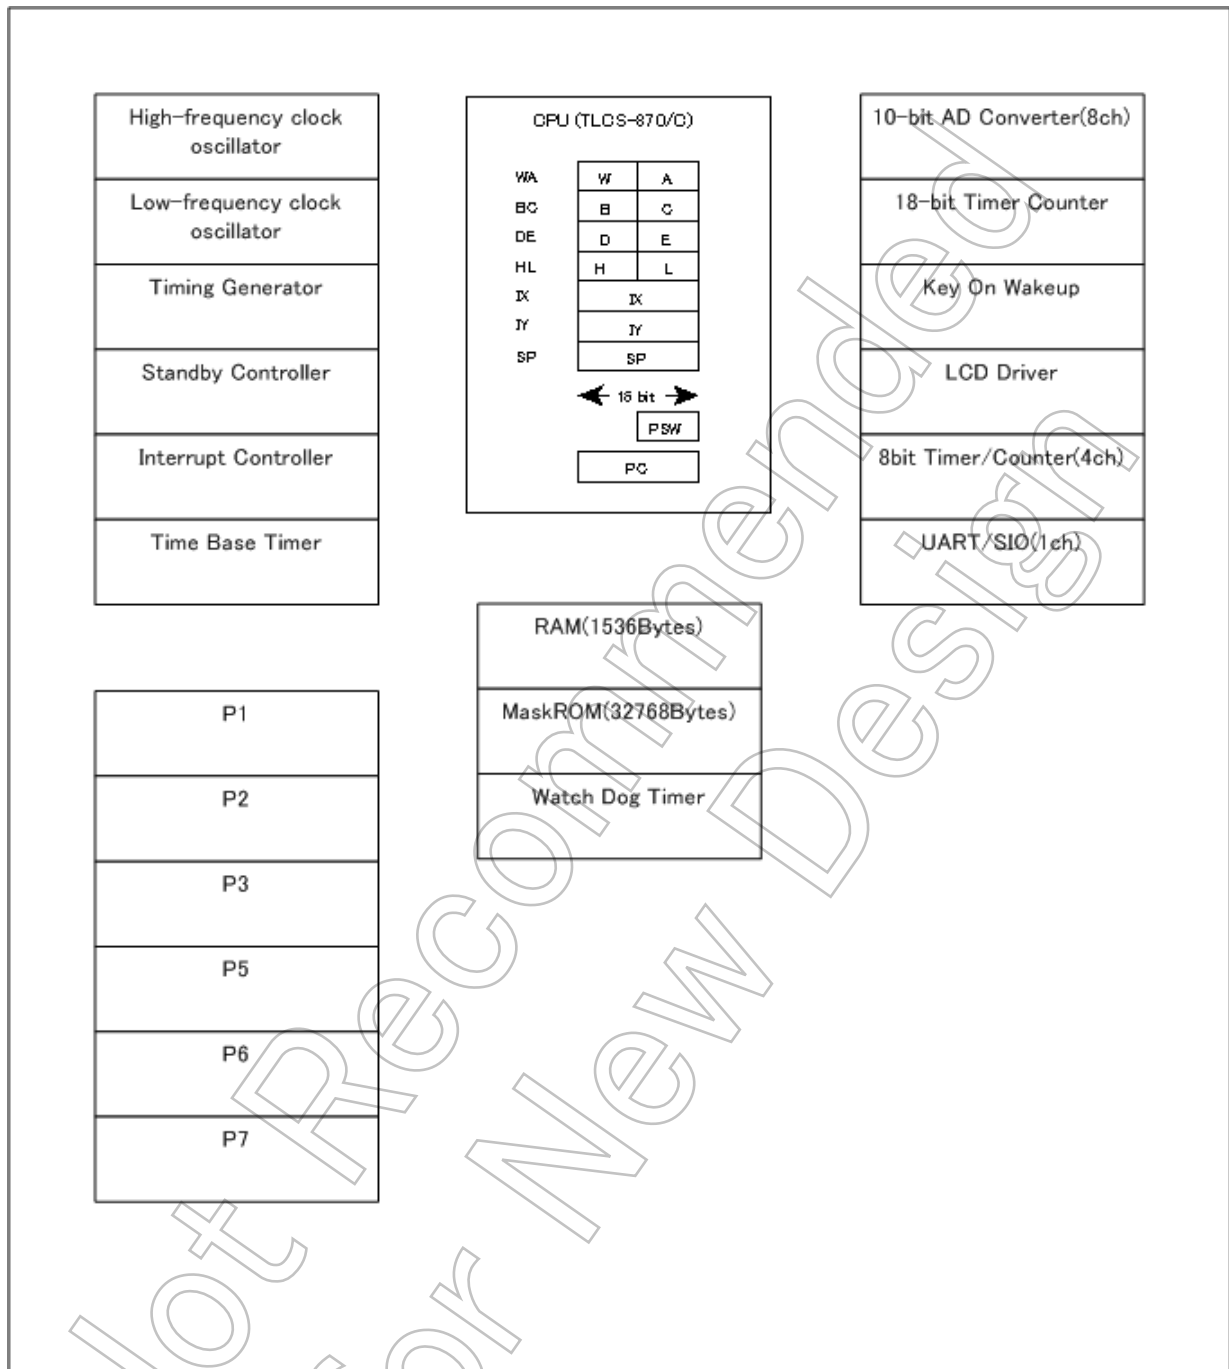 High-frequency clock
oscillator
Low-frequency clock
oscillator
Timing Generator
Standby Controller
Interrupt Controller
Time Base Timer
CPU (TLCS-870/C)
WA W A
BC B C
DE D E
HL H L
IX IX
IY IY
SP SP
16 bit
PSW
PC
10-bit AD Converter(8ch)
18-bit Timer Counter
Key On Wakeup
LCD Driver
8bit Timer/Counter(4ch)
UART/SIO(1ch)
RAM(1536Bytes)
MaskROM(32768Bytes)
Watch Dog Timer
P1
P2
P3
P5
P6
P7
Not Recommended
for New Design